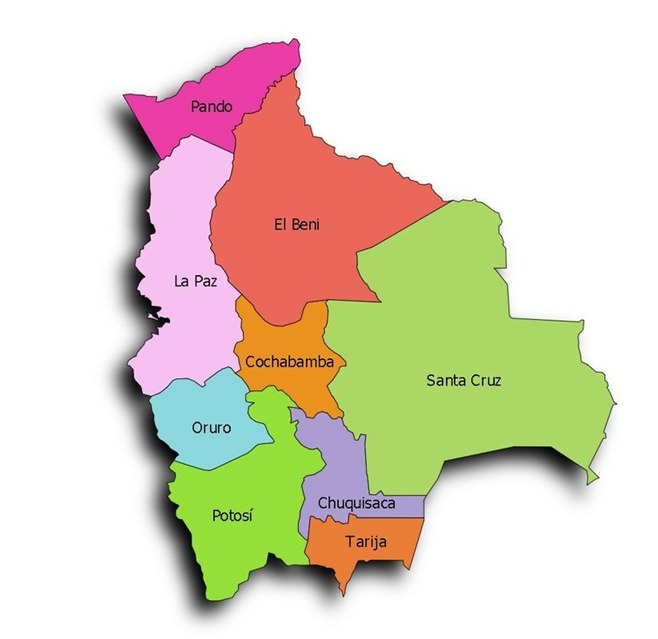 Pando
El Beni
La Paz
Cochabamba
Santa Cruz
Oruro
Chuquisaca
Potosí
Tarija